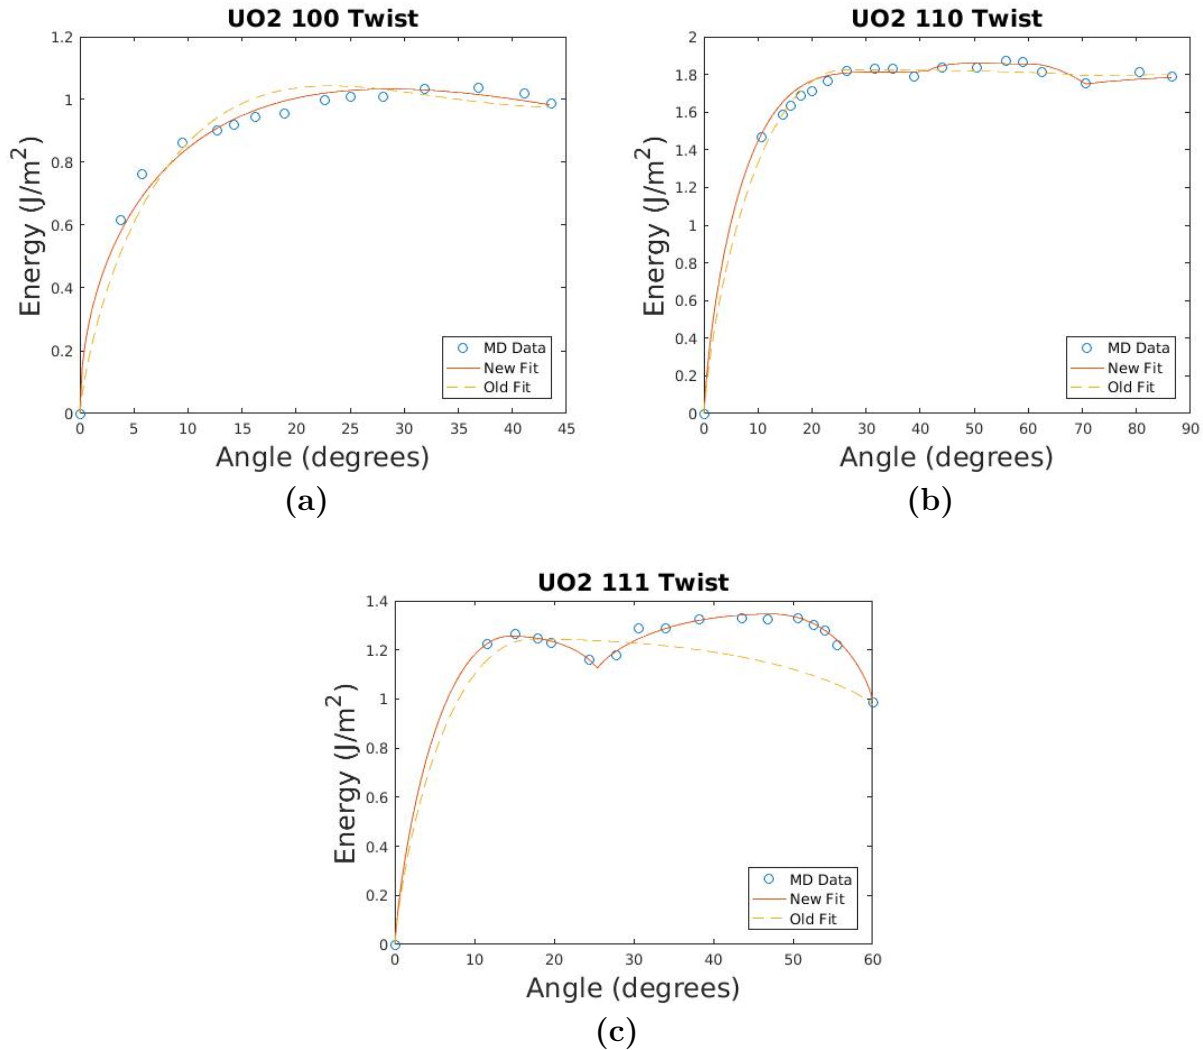 UO2 100 Twist
Energy (J/m²)
1.2
1
0.8
0.6
0.4
0.2
0
0 5 10 15 20 25 30 35 40 45
Angle (degrees)
MD Data
New Fit
Old Fit
(a)
UO2 110 Twist
Energy (J/m²)
2
1.8
1.6
1.4
1.2
1
0.8
0.6
0.4
0.2
0
0 10 20 30 40 50 60 70 80 90
Angle (degrees)
MD Data
New Fit
Old Fit
(b)
UO2 111 Twist
Energy (J/m²)
1.4
1.2
1
0.8
0.6
0.4
0.2
0
0 10 20 30 40 50 60
Angle (degrees)
MD Data
New Fit
Old Fit
(c)